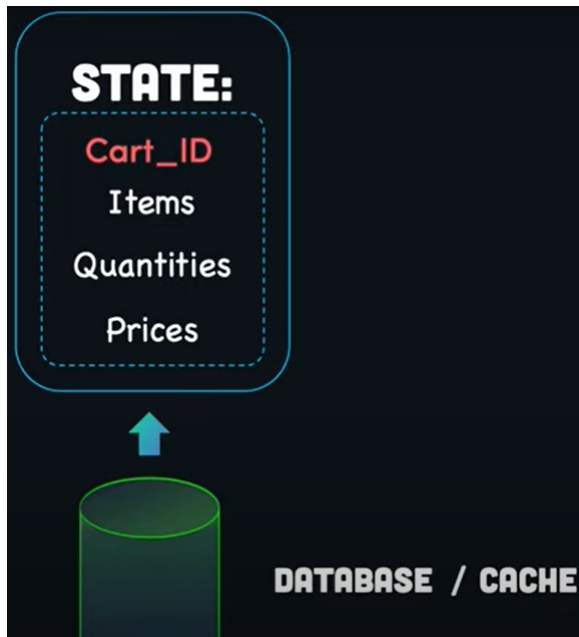 STATE:
Cart_ID
Items
Quantities
Prices
DATABASE / CACHE